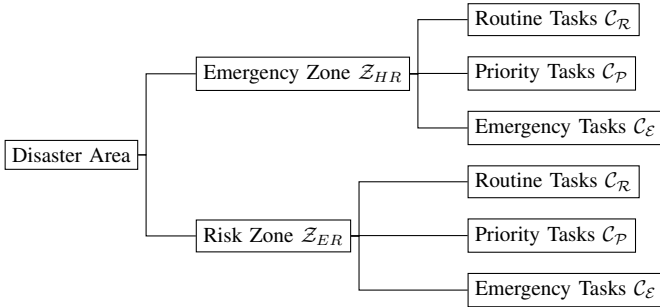 Routine Tasks 𝒞_ℛ
Emergency Zone 𝒵_HR
Priority Tasks 𝒞_𝒫
Emergency Tasks 𝒞_ℰ
Disaster Area
Routine Tasks 𝒞_ℛ
Risk Zone 𝒵_ER
Priority Tasks 𝒞_𝒫
Emergency Tasks 𝒞_ℰ